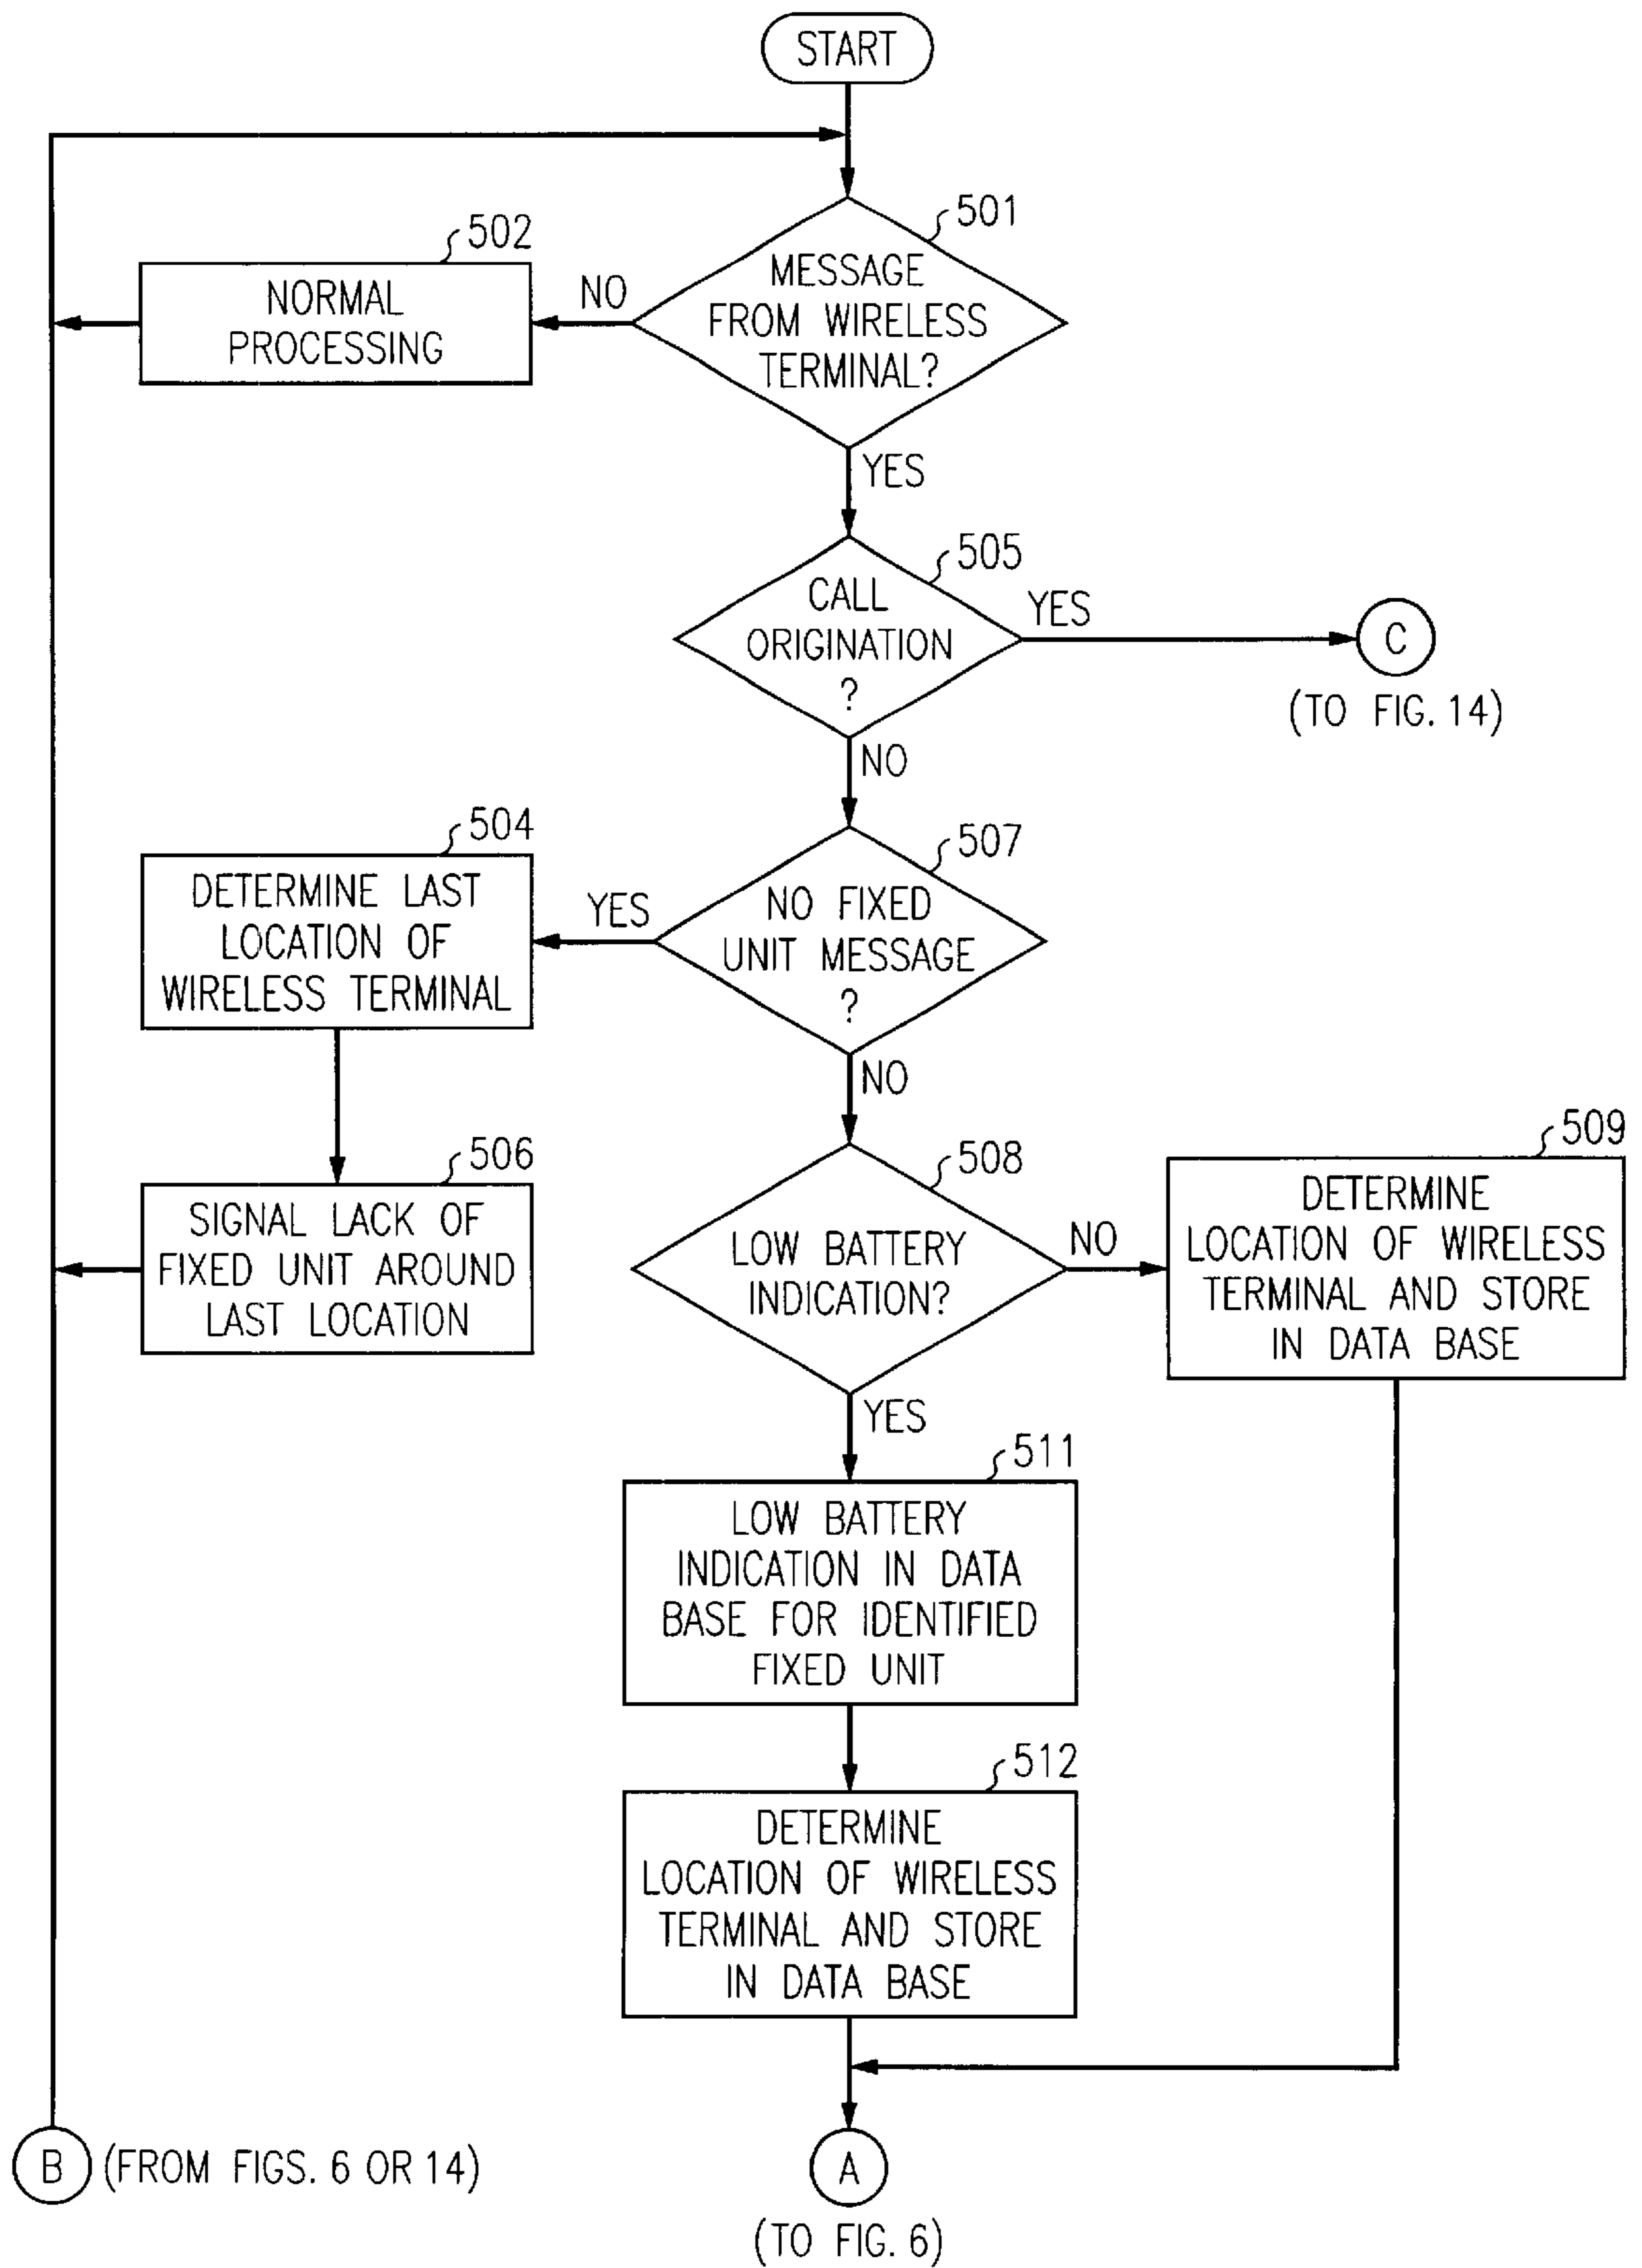 START
501
MESSAGE
FROM WIRELESS
TERMINAL?
NO
502
NORMAL
PROCESSING
YES
505
CALL
ORIGINATION
?
YES
C
(TO FIG. 14)
NO
507
NO FIXED
UNIT MESSAGE
?
YES
504
DETERMINE LAST
LOCATION OF
WIRELESS TERMINAL
506
SIGNAL LACK OF
FIXED UNIT AROUND
LAST LOCATION
NO
508
LOW BATTERY
INDICATION?
NO
509
DETERMINE
LOCATION OF WIRELESS
TERMINAL AND STORE
IN DATA BASE
YES
511
LOW BATTERY
INDICATION IN DATA
BASE FOR IDENTIFIED
FIXED UNIT
512
DETERMINE
LOCATION OF WIRELESS
TERMINAL AND STORE
IN DATA BASE
B (FROM FIGS. 6 OR 14)
A
(TO FIG. 6)